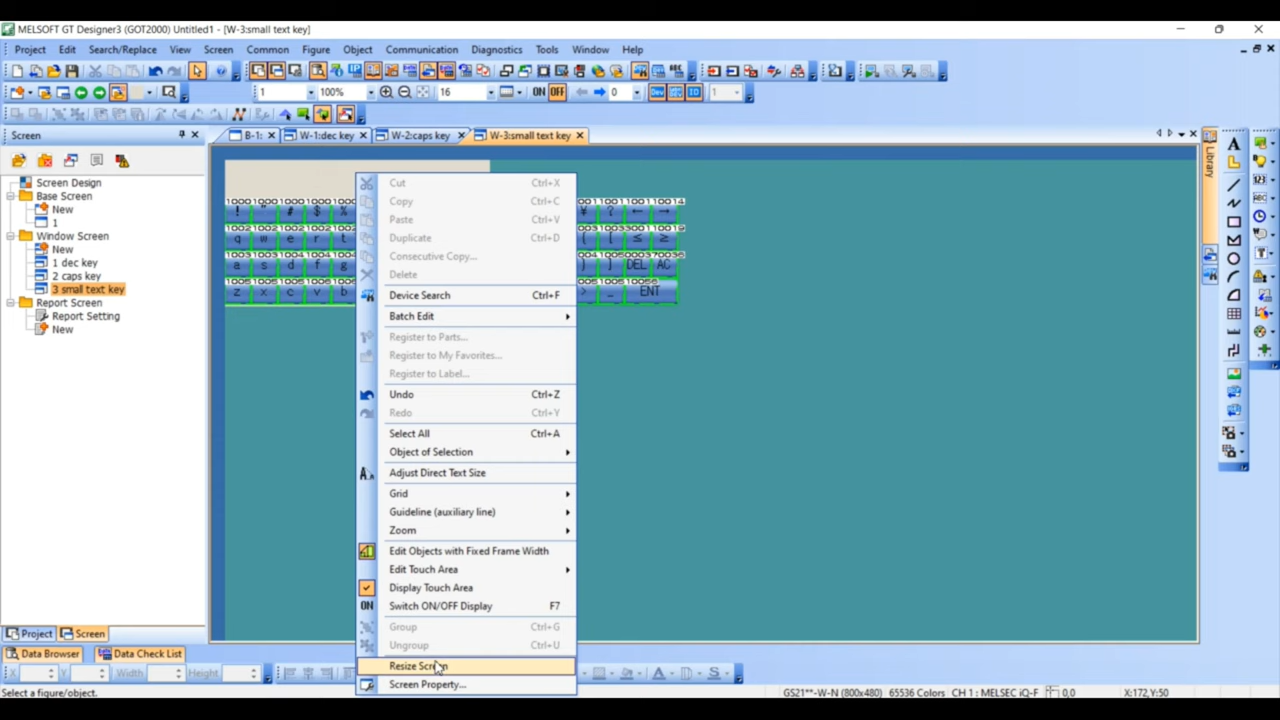 MELSOFT GT Designer3 (GOT2000) Untitled1 - [W-3:small text key]
Project Edit Search/Replace View Screen Common Figure Object Communication Diagnostics Tools Window Help
1 100% 16 ON OFF 0 Dev ID 1
Screen
B-1: W-1:dec key W-2:caps key W-3:small text key
Library
Screen Design
Base Screen
New
1
Window Screen
New
1 dec key
2 caps key
3 small text key
Report Screen
Report Setting
New
! " # $ % ¥ ? ← →
q w e r t { [ ≤ ≥
a s d f g } ] DEL AC
z x c v b > _ ENT
Cut Ctrl+X
Copy Ctrl+C
Paste Ctrl+V
Duplicate Ctrl+D
Consecutive Copy...
Delete
Device Search Ctrl+F
Batch Edit
Register to Parts...
Register to My Favorites...
Register to Label...
Undo Ctrl+Z
Redo Ctrl+Y
Select All Ctrl+A
Object of Selection
Adjust Direct Text Size
Grid
Guideline (auxiliary line)
Zoom
Edit Objects with Fixed Frame Width
Edit Touch Area
Display Touch Area
ON Switch ON/OFF Display F7
Group Ctrl+G
Ungroup Ctrl+U
Resize Screen
Screen Property...
Project Screen
Data Browser Data Check List
X Y Width Height
Select a figure/object. GS21**-W-N (800x480) 65536 Colors CH 1 : MELSEC iQ-F 0,0 X:172,Y:50